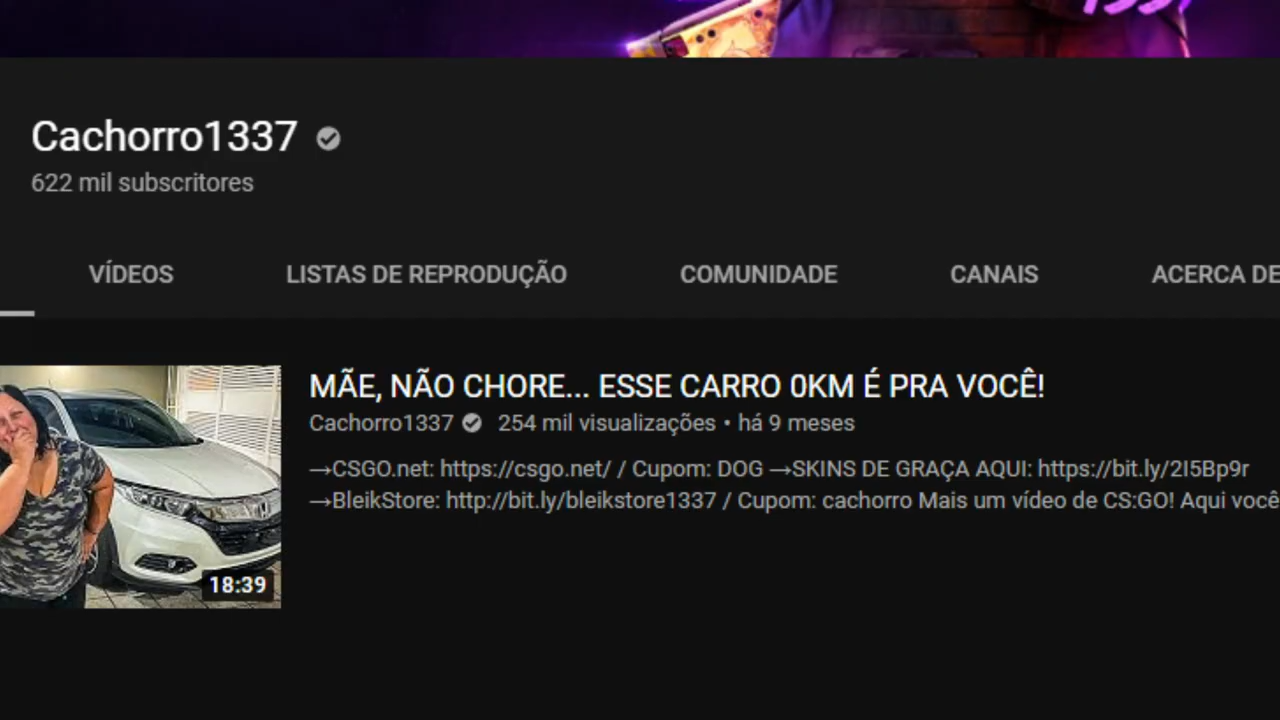 Cachorro1337
622 mil subscritores
VÍDEOS LISTAS DE REPRODUÇÃO COMUNIDADE CANAIS ACERCA DE
MÃE, NÃO CHORE... ESSE CARRO 0KM É PRA VOCÊ!
Cachorro1337 254 mil visualizações • há 9 meses
→CSGO.net: https://csgo.net/ / Cupom: DOG →SKINS DE GRAÇA AQUI: https://bit.ly/2I5Bp9r
→BleikStore: http://bit.ly/bleikstore1337 / Cupom: cachorro Mais um vídeo de CS:GO! Aqui você
18:39